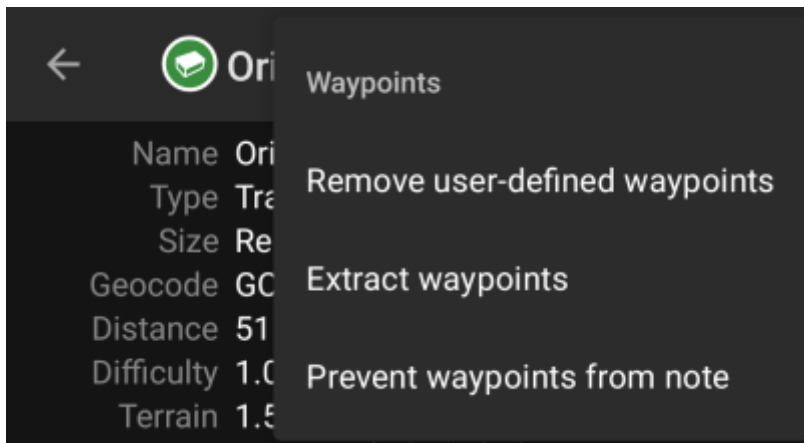 Ori
Waypoints
Name Ori
Remove user-defined waypoints
Type Tra
Size Re
Extract waypoints
Geocode GC
Distance 51
Difficulty 1.0
Prevent waypoints from note
Terrain 1.5